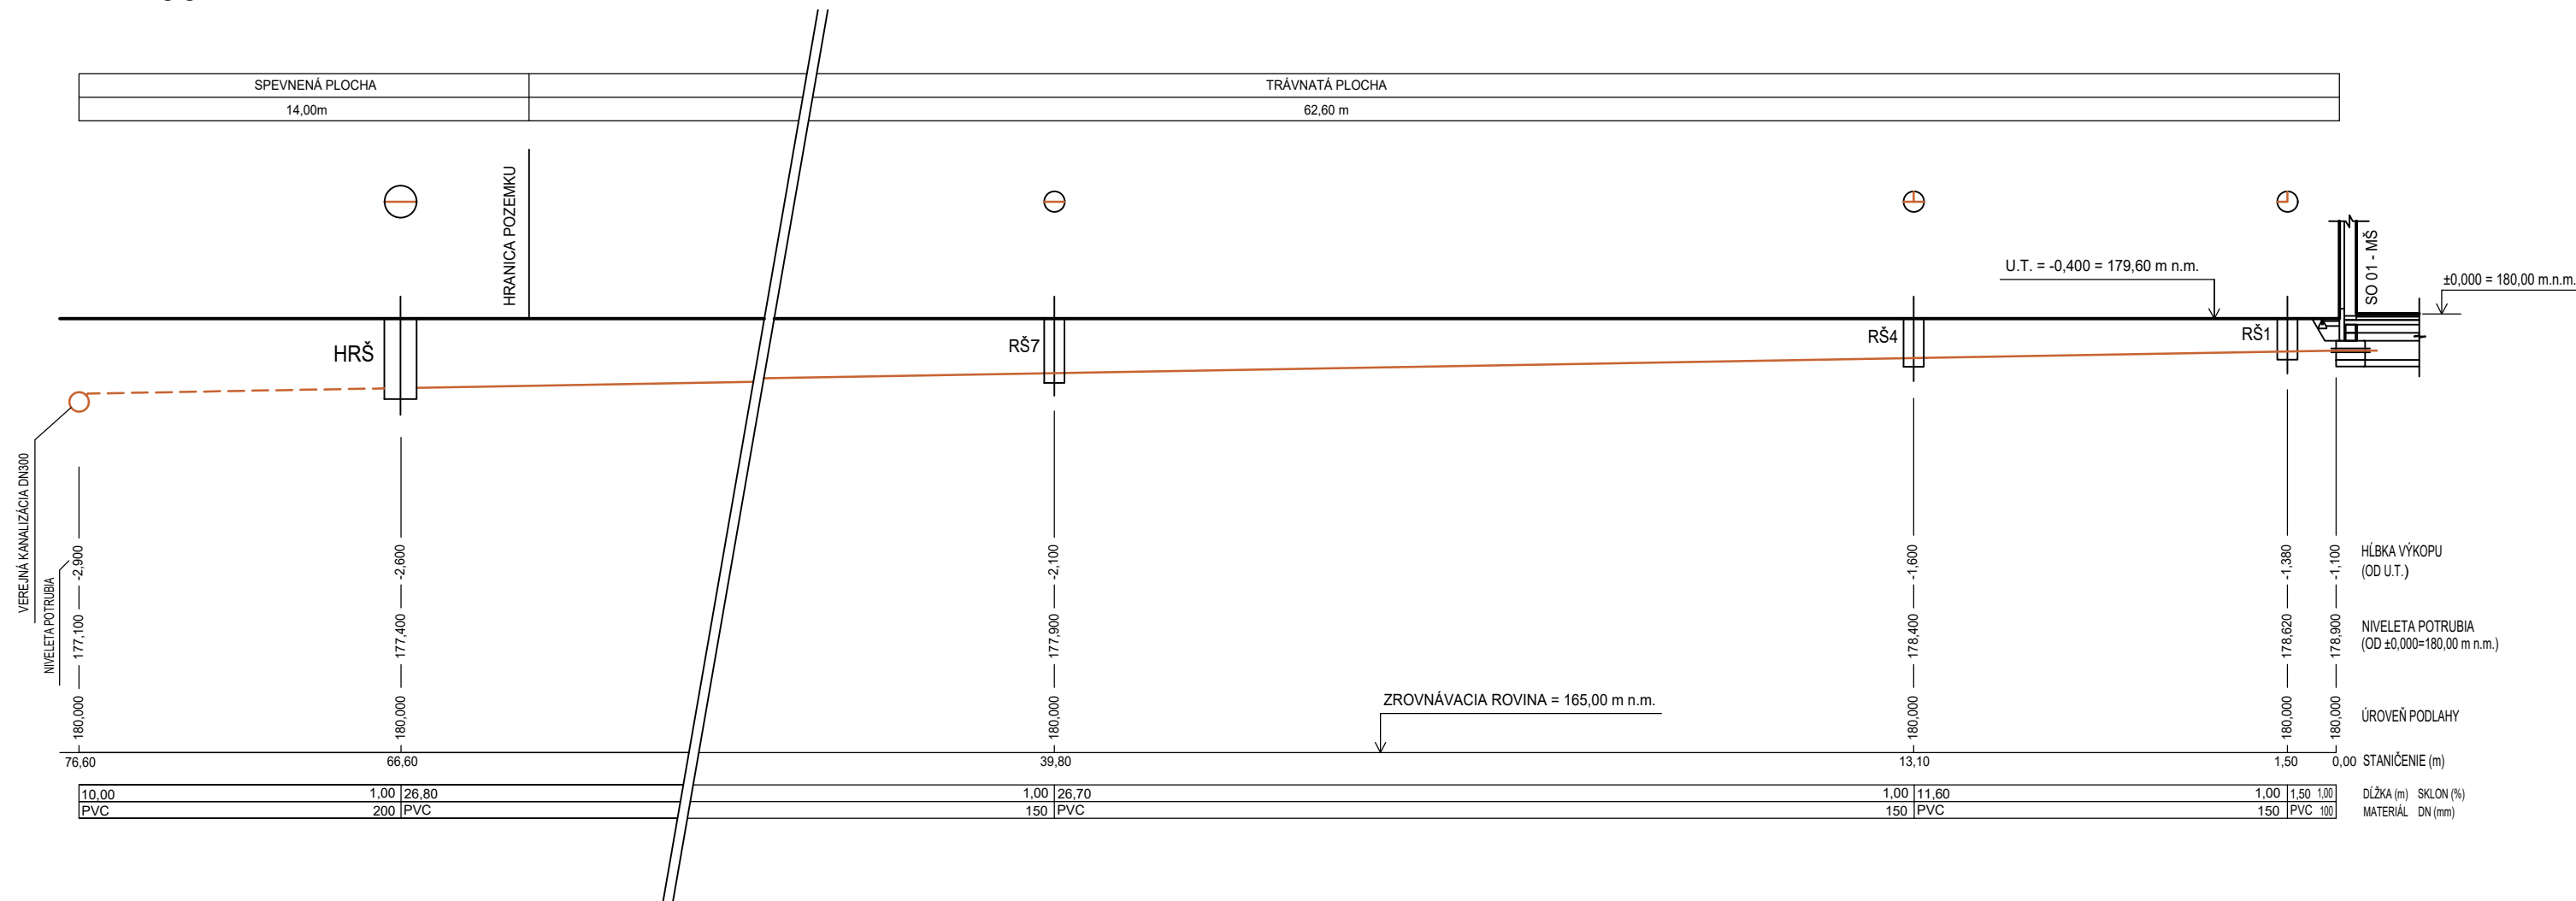 SPEVNENÁ PLOCHA
TRÁVNATÁ PLOCHA
14,00m
62,60 m
HRANICA POZEMKU
U.T. = -0,400 = 179,60 m n.m.
SO 01 - MŠ
±0,000 = 180,00 m.n.m.
HRŠ
RŠ7
RŠ4
RŠ1
VEREJNÁ KANALIZÁCIA DN300
NIVELETA POTRUBIA
-2,900
-2,600
-2,100
-1,600
-1,380
-1,100
HĹBKA VÝKOPU
(OD U.T.)
177,100
177,400
177,900
178,400
178,620
178,900
NIVELETA POTRUBIA
(OD ±0,000=180,00 m n.m.)
ZROVNÁVACIA ROVINA = 165,00 m n.m.
180,000
180,000
180,000
180,000
180,000
180,000
ÚROVEŇ PODLAHY
76,60
66,60
39,80
13,10
1,50
0,00
STANIČENIE (m)
10,00 1,00 26,80 1,00 26,70 1,00 11,60 1,00 1,50 1,00 DĹŽKA (m) SKLON (%)
PVC 200 PVC 150 PVC 150 PVC 150 PVC 100 MATERIÁL DN (mm)